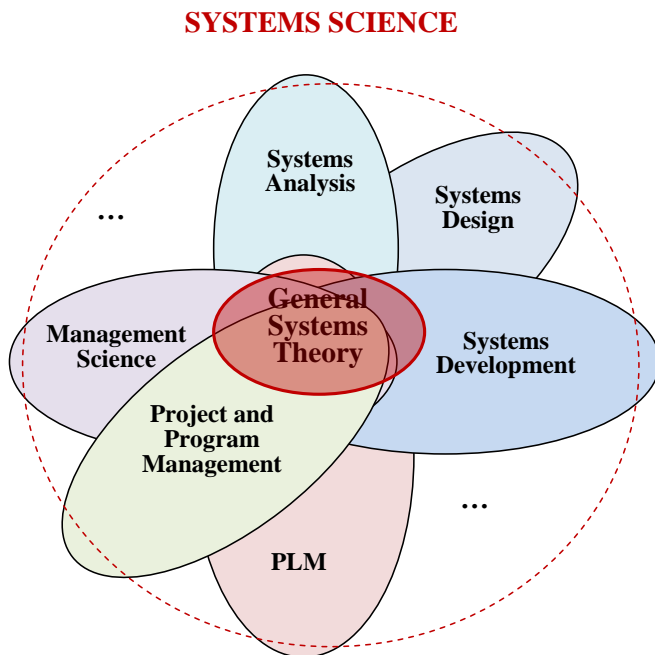 SYSTEMS SCIENCE
Systems
Analysis
Systems
Design
...
General
Systems
Theory
Management
Science
Systems
Development
Project and
Program
Management
...
PLM